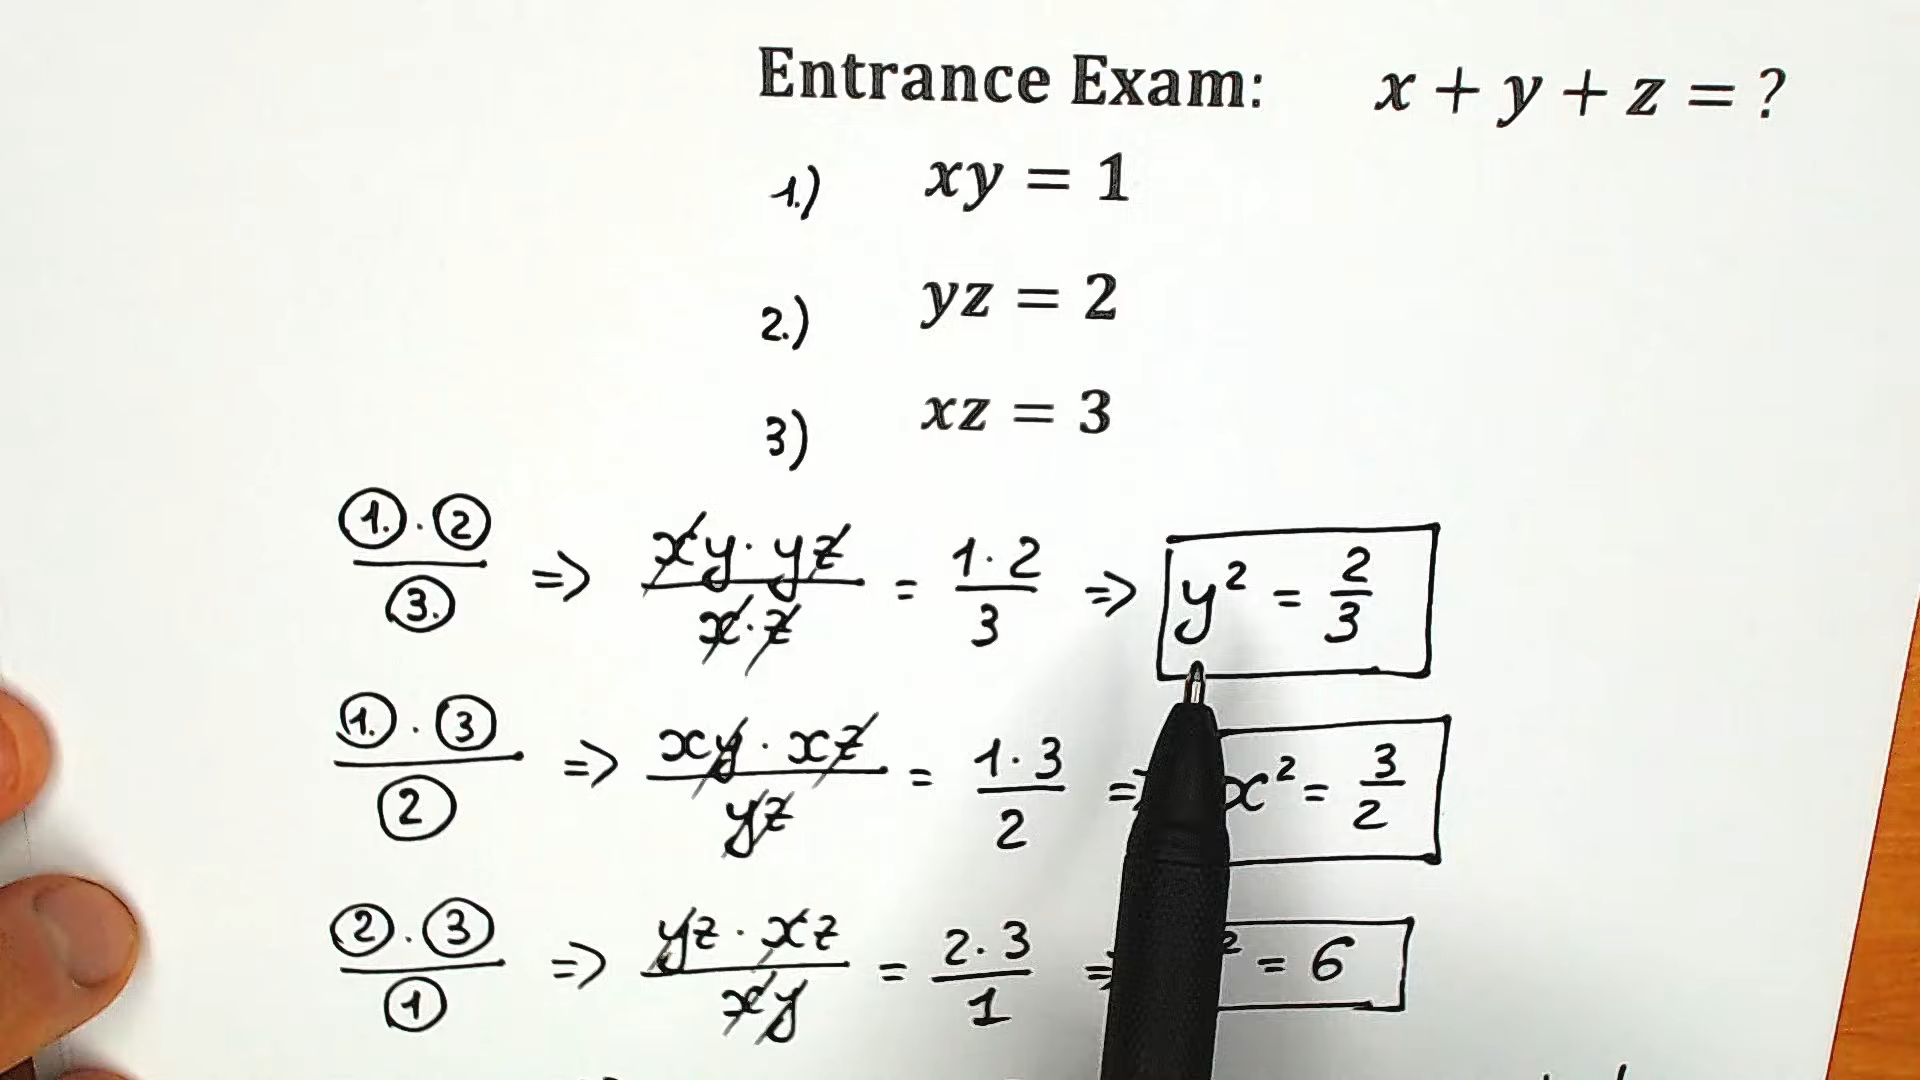 Entrance Exam: x + y + z = ?
1.) xy = 1
2.) yz = 2
3) xz = 3
(1.) · (2) / (3.) => xy · yz / x · z = 1 · 2 / 3 => y² = 2/3
(1.) · (3) / (2) => xy · xz / yz = 1 · 3 / 2 => x² = 3/2
(2) · (3) / (1) => yz · xz / xy = 2 · 3 / 1 = ² = 6